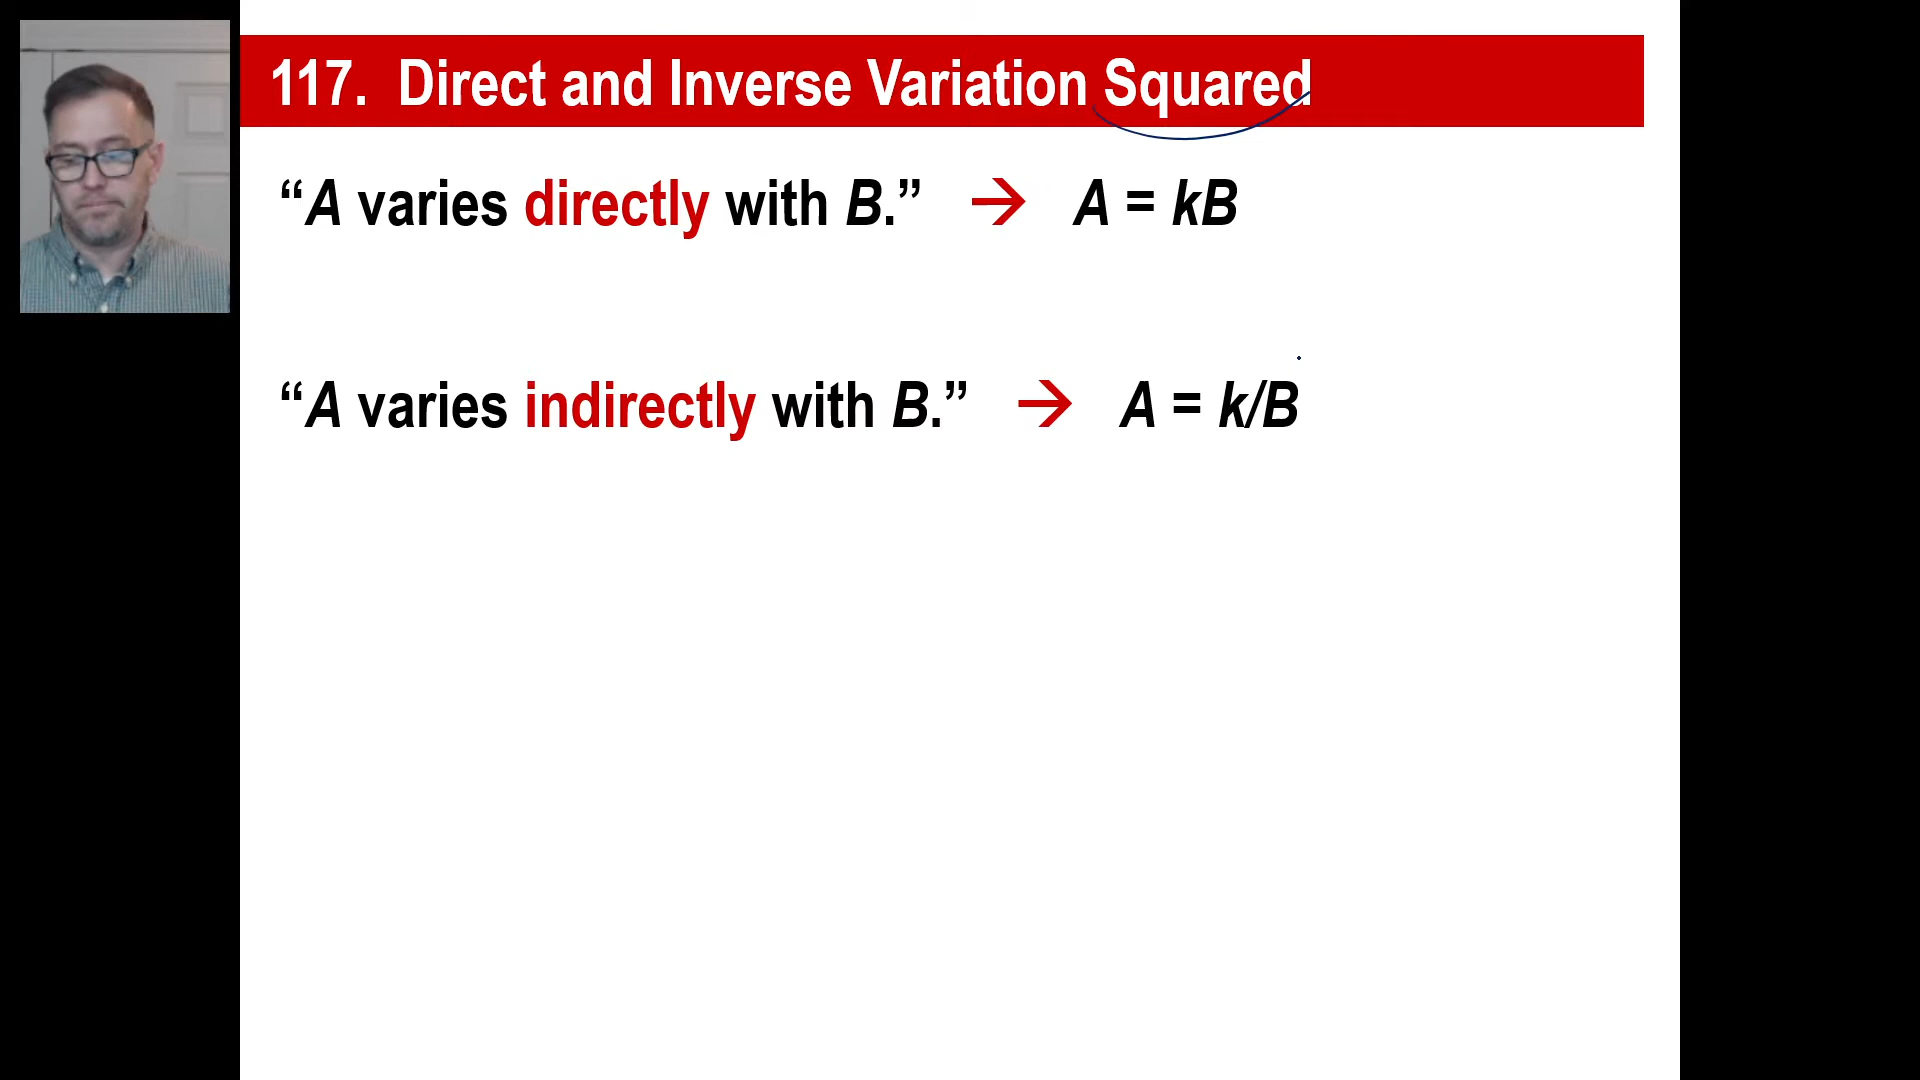 117. Direct and Inverse Variation Squared
“A varies directly with B.” → A = kB
“A varies indirectly with B.” → A = k/B